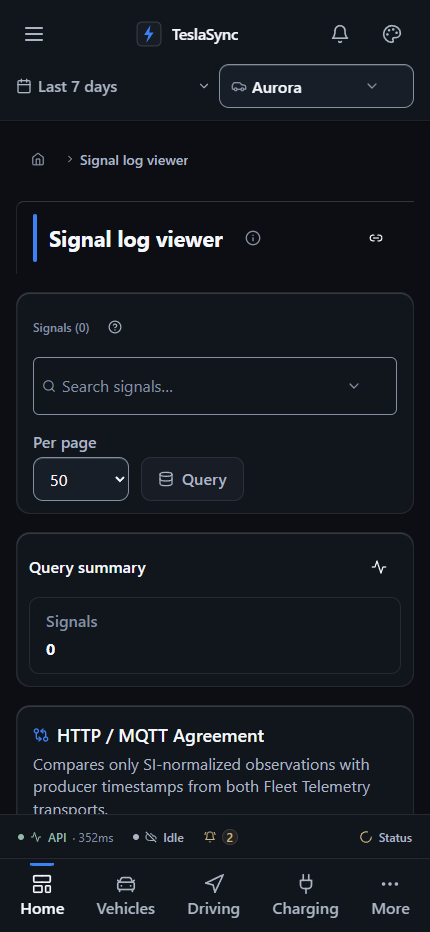 TeslaSync
Last 7 days
Aurora
Signal log viewer
Signal log viewer
Signals (0)
Search signals...
Per page
50
Query
Query summary
Signals
0
HTTP / MQTT Agreement
Compares only SI-normalized observations with
producer timestamps from both Fleet Telemetry
transports.
API · 352ms
Idle
2
Status
Home
Vehicles
Driving
Charging
More